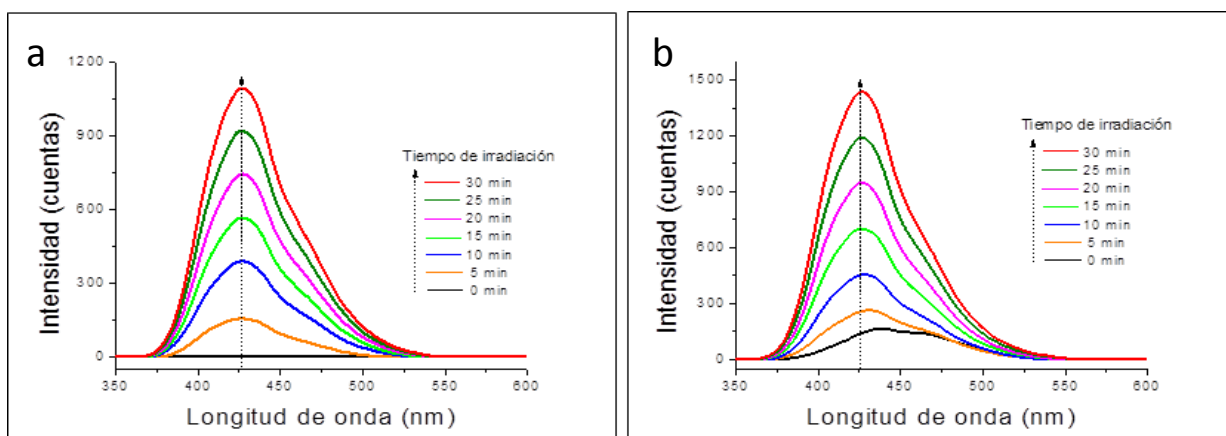 a
1200
900
600
300
0
350 400 450 500 550 600
Intensidad (cuentas)
Longitud de onda (nm)
Tiempo de irradiación
30 min
25 min
20 min
15 min
10 min
5 min
0 min
b
1500
1200
900
600
300
0
350 400 450 500 550 600
Intensidad (cuentas)
Longitud de onda (nm)
Tiempo de irradiación
30 min
25 min
20 min
15 min
10 min
5 min
0 min